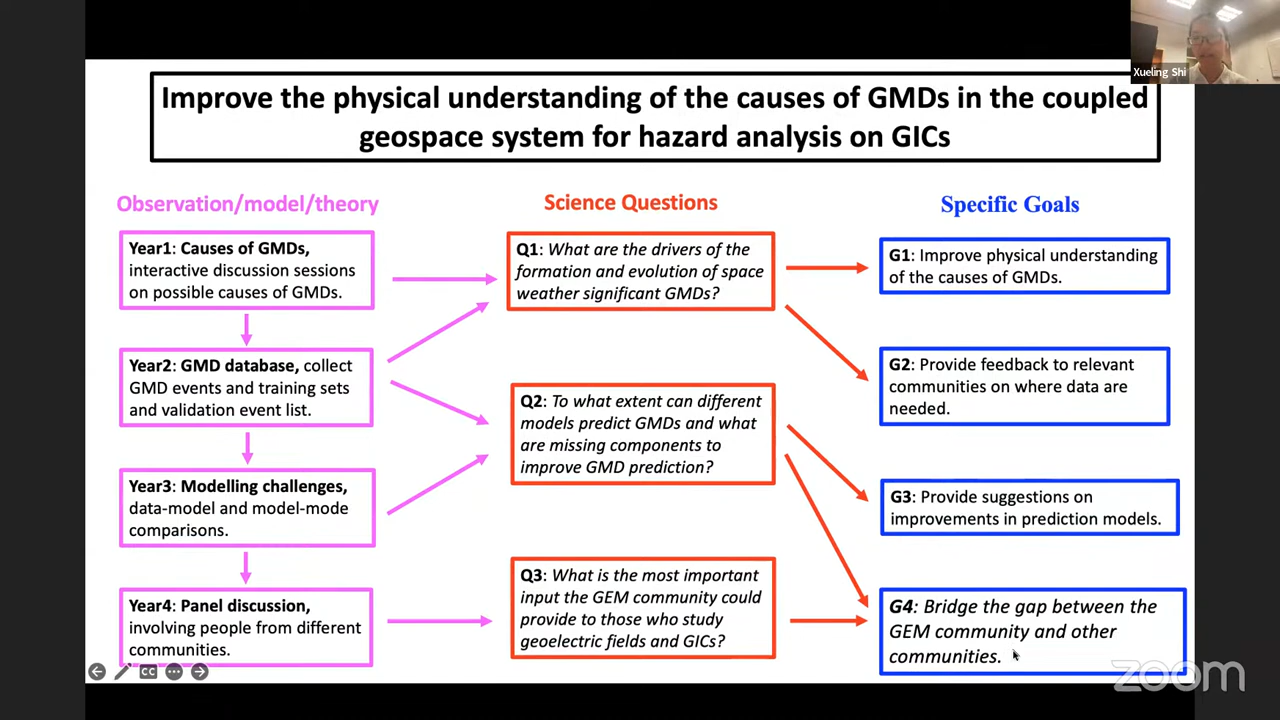 Xueling Shi
Improve the physical understanding of the causes of GMDs in the coupled
geospace system for hazard analysis on GICs
Observation/model/theory
Year1: Causes of GMDs,
interactive discussion sessions
on possible causes of GMDs.
Year2: GMD database, collect
GMD events and training sets
and validation event list.
Year3: Modelling challenges,
data-model and model-mode
comparisons.
Year4: Panel discussion,
involving people from different
communities.
Science Questions
Q1: What are the drivers of the
formation and evolution of space
weather significant GMDs?
Q2: To what extent can different
models predict GMDs and what
are missing components to
improve GMD prediction?
Q3: What is the most important
input the GEM community could
provide to those who study
geoelectric fields and GICs?
Specific Goals
G1: Improve physical understanding
of the causes of GMDs.
G2: Provide feedback to relevant
communities on where data are
needed.
G3: Provide suggestions on
improvements in prediction models.
G4: Bridge the gap between the
GEM community and other
communities.
CC
zoom